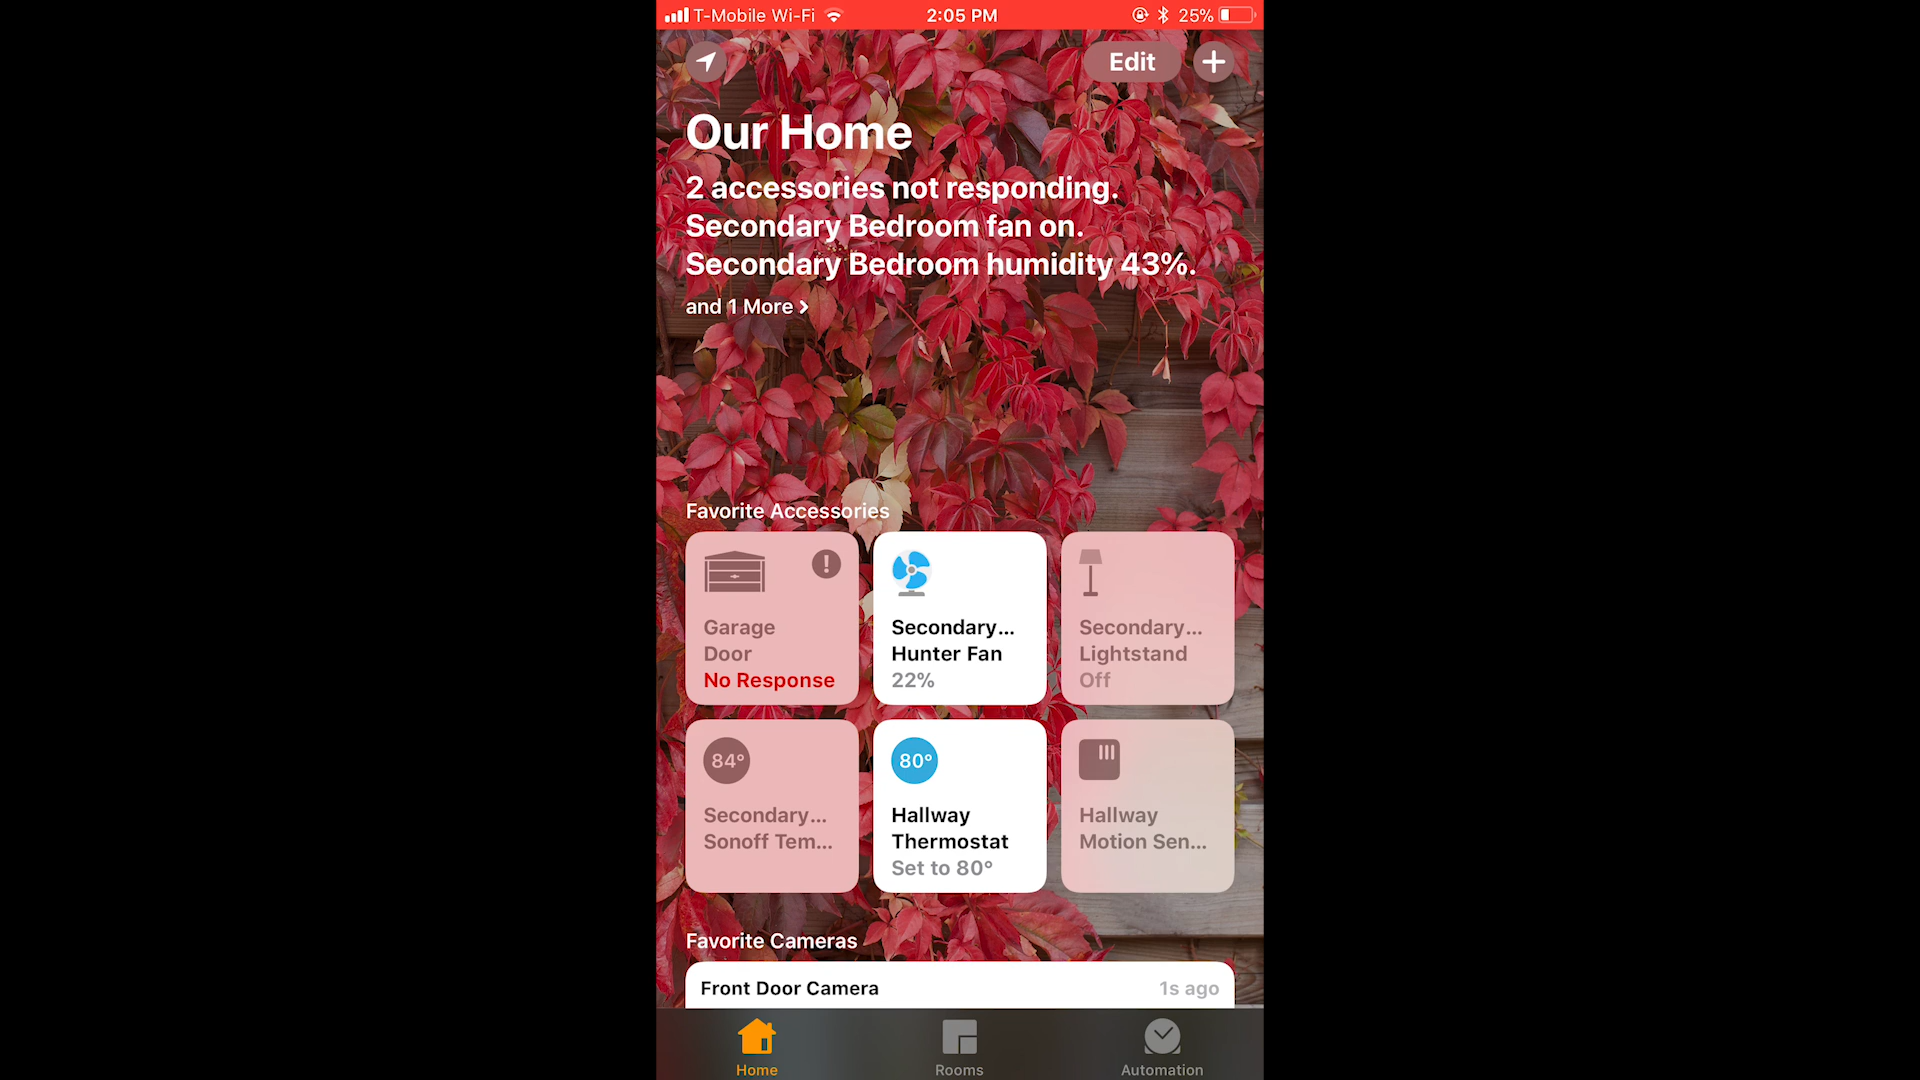 T-Mobile Wi-Fi 2:05 PM 25%
Edit
Our Home
2 accessories not responding.
Secondary Bedroom fan on.
Secondary Bedroom humidity 43%.
and 1 More
Favorite Accessories
Garage
Door
No Response
Secondary...
Hunter Fan
22%
Secondary...
Lightstand
Off
84°
Secondary...
Sonoff Tem...
80°
Hallway
Thermostat
Set to 80°
Hallway
Motion Sen...
Favorite Cameras
Front Door Camera 1s ago
Home Rooms Automation